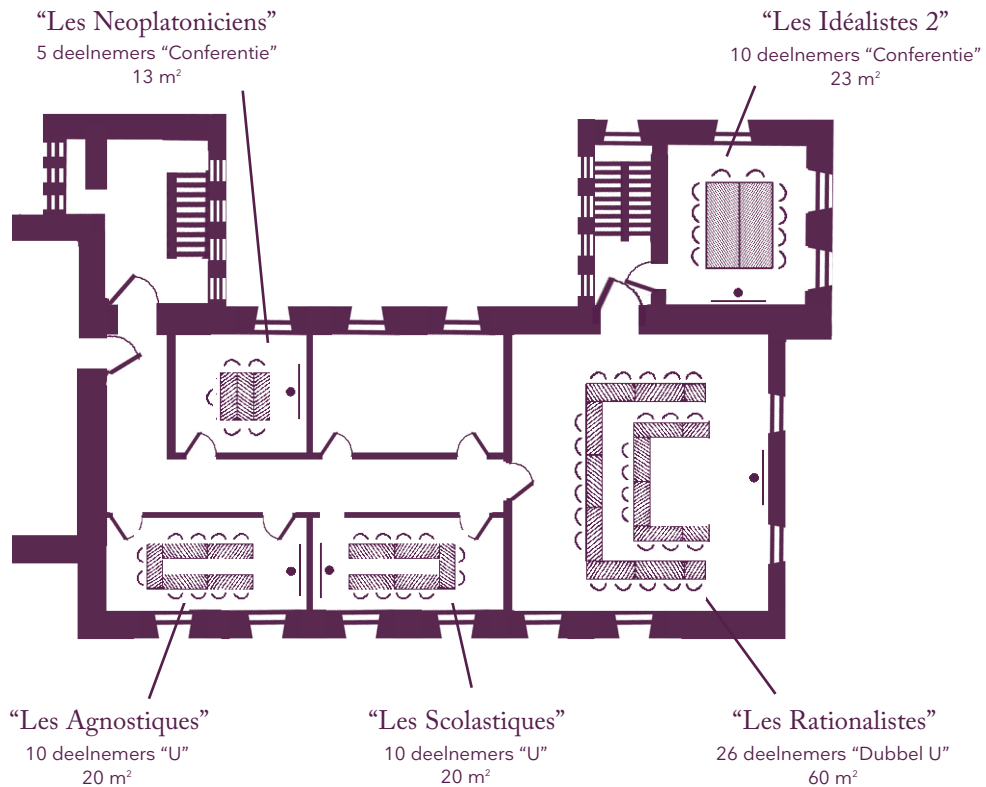 “Les Neoplatoniciens”
5 deelnemers “Conferentie”
13 m²
“Les Idéalistes 2”
10 deelnemers “Conferentie”
23 m²
“Les Agnostiques”
10 deelnemers “U”
20 m²
“Les Scolastiques”
10 deelnemers “U”
20 m²
“Les Rationalistes”
26 deelnemers “Dubbel U”
60 m²